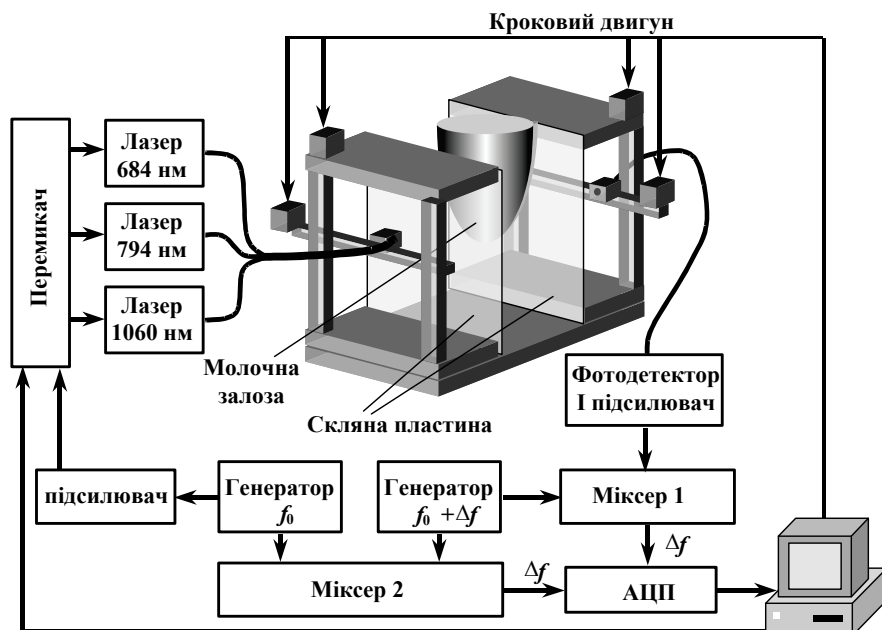 Кроковий двигун
Перемикач
Лазер
684 нм
Лазер
794 нм
Лазер
1060 нм
Молочна
залоза
Скляна пластина
Фотодетектор
І підсилювач
підсилювач
Генератор
f₀
Генератор
f₀ +Δf
Міксер 1
Δf
Міксер 2
Δf
АЦП